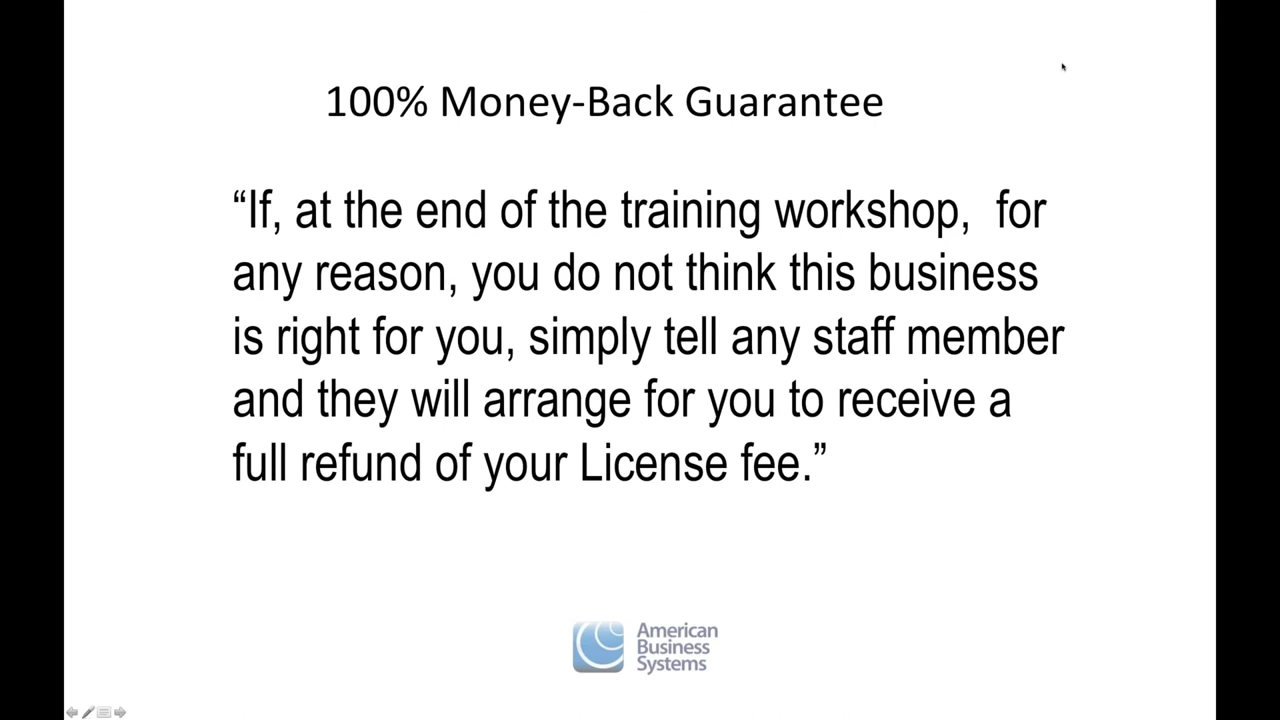 100% Money-Back Guarantee
“If, at the end of the training workshop,  for
any reason, you do not think this business
is right for you, simply tell any staff member
and they will arrange for you to receive a
full refund of your License fee.”
American
Business
Systems